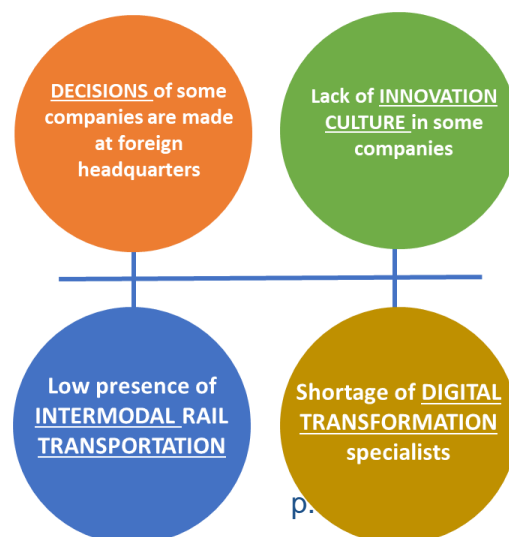 DECISIONS of some
companies are made
at foreign
headquarters
Lack of INNOVATION
CULTURE in some
companies
Low presence of
INTERMODAL RAIL
TRANSPORTATION
Shortage of DIGITAL
TRANSFORMATION
specialists
p.